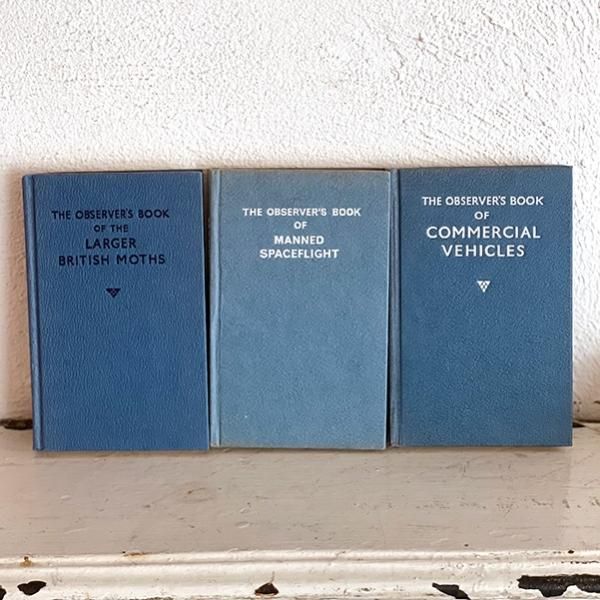 THE OBSERVER'S BOOK
OF THE
LARGER
BRITISH MOTHS
THE OBSERVER'S BOOK
OF
MANNED
SPACEFLIGHT
THE OBSERVER'S BOOK
OF
COMMERCIAL
VEHICLES